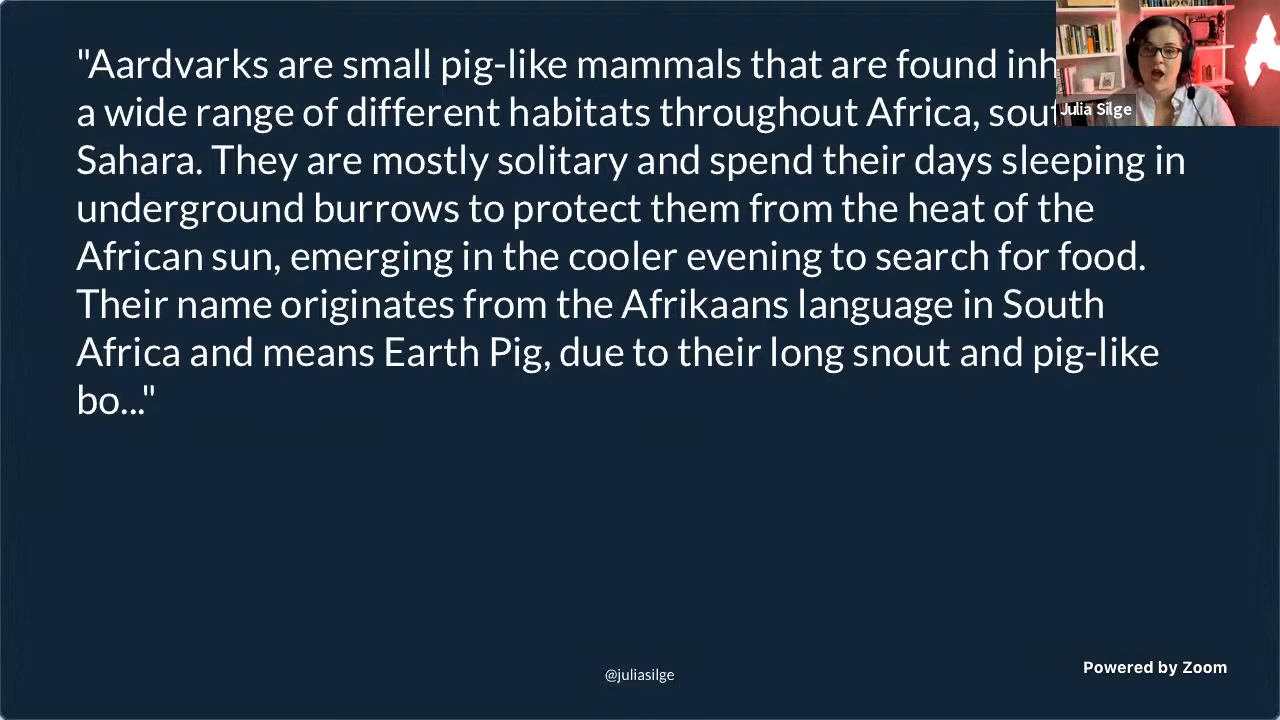 "Aardvarks are small pig-like mammals that are found
a wide range of different habitats throughout Africa,
Sahara. They are mostly solitary and spend their days sleeping in
underground burrows to protect them from the heat of the
African sun, emerging in the cooler evening to search for food.
Their name originates from the Afrikaans language in South
Africa and means Earth Pig, due to their long snout and pig-like
bo..."
Julia Silge
@juliasilge
Powered by Zoom